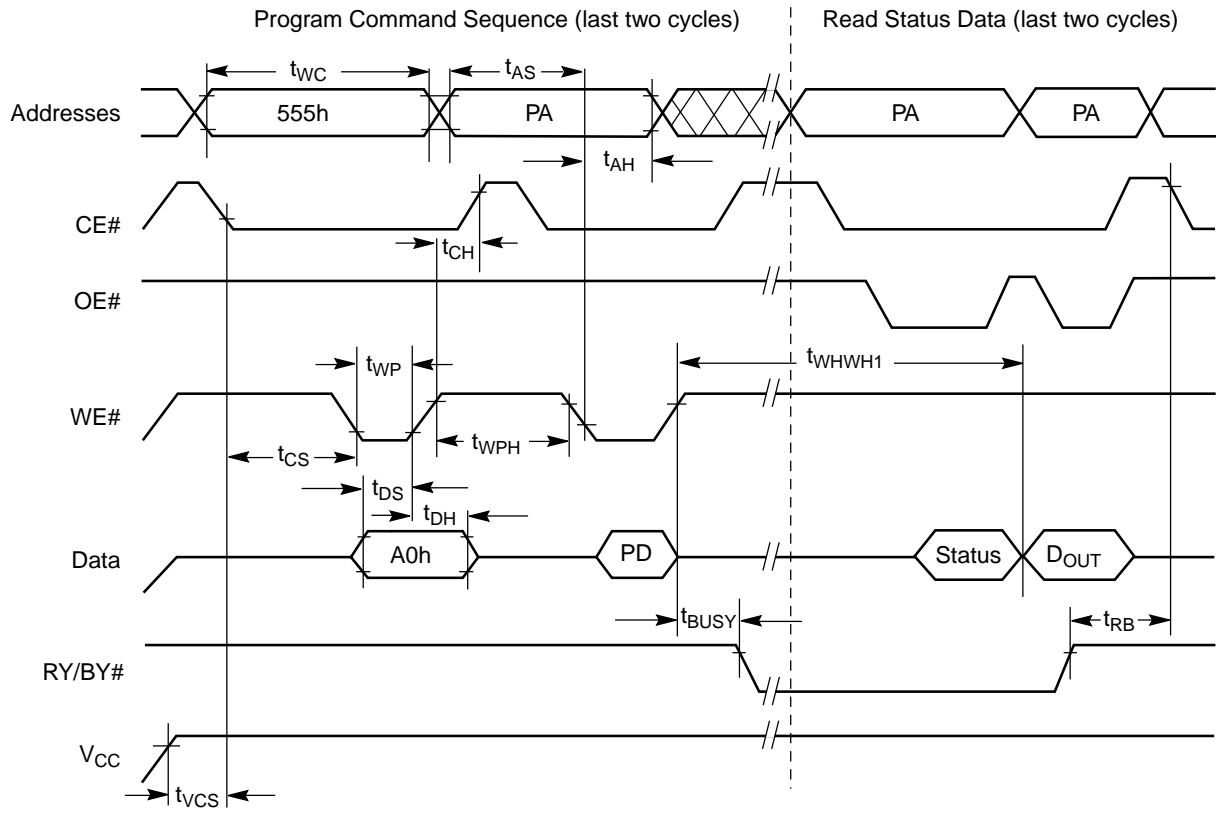 Program Command Sequence (last two cycles)
Read Status Data (last two cycles)
tWC
tAS
Addresses
555h
PA
PA
PA
tAH
CE#
tCH
OE#
tWP
tWHWH1
WE#
tCS
tWPH
tDS
tDH
Data
A0h
PD
Status
DOUT
tBUSY
tRB
RY/BY#
VCC
tVCS